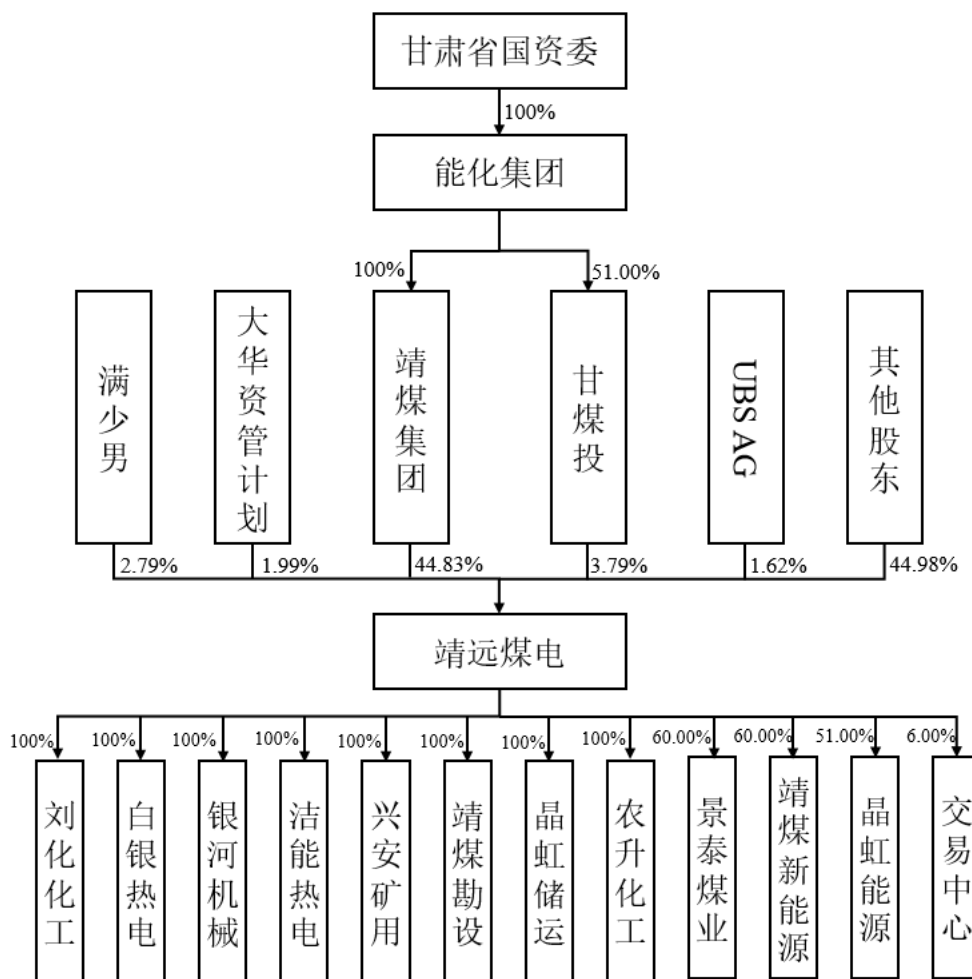 甘肃省国资委
100%
能化集团
100%
51.00%
满少男
大华资管计划
靖煤集团
甘煤投
UBS AG
其他股东
2.79%
1.99%
44.83%
3.79%
1.62%
44.98%
靖远煤电
100%
100%
100%
100%
100%
100%
100%
100%
60.00%
60.00%
51.00%
6.00%
刘化化工
白银热电
银河机械
洁能热电
兴安矿用
靖煤勘设
晶虹储运
农升化工
景泰煤业
靖煤新能源
晶虹能源
交易中心